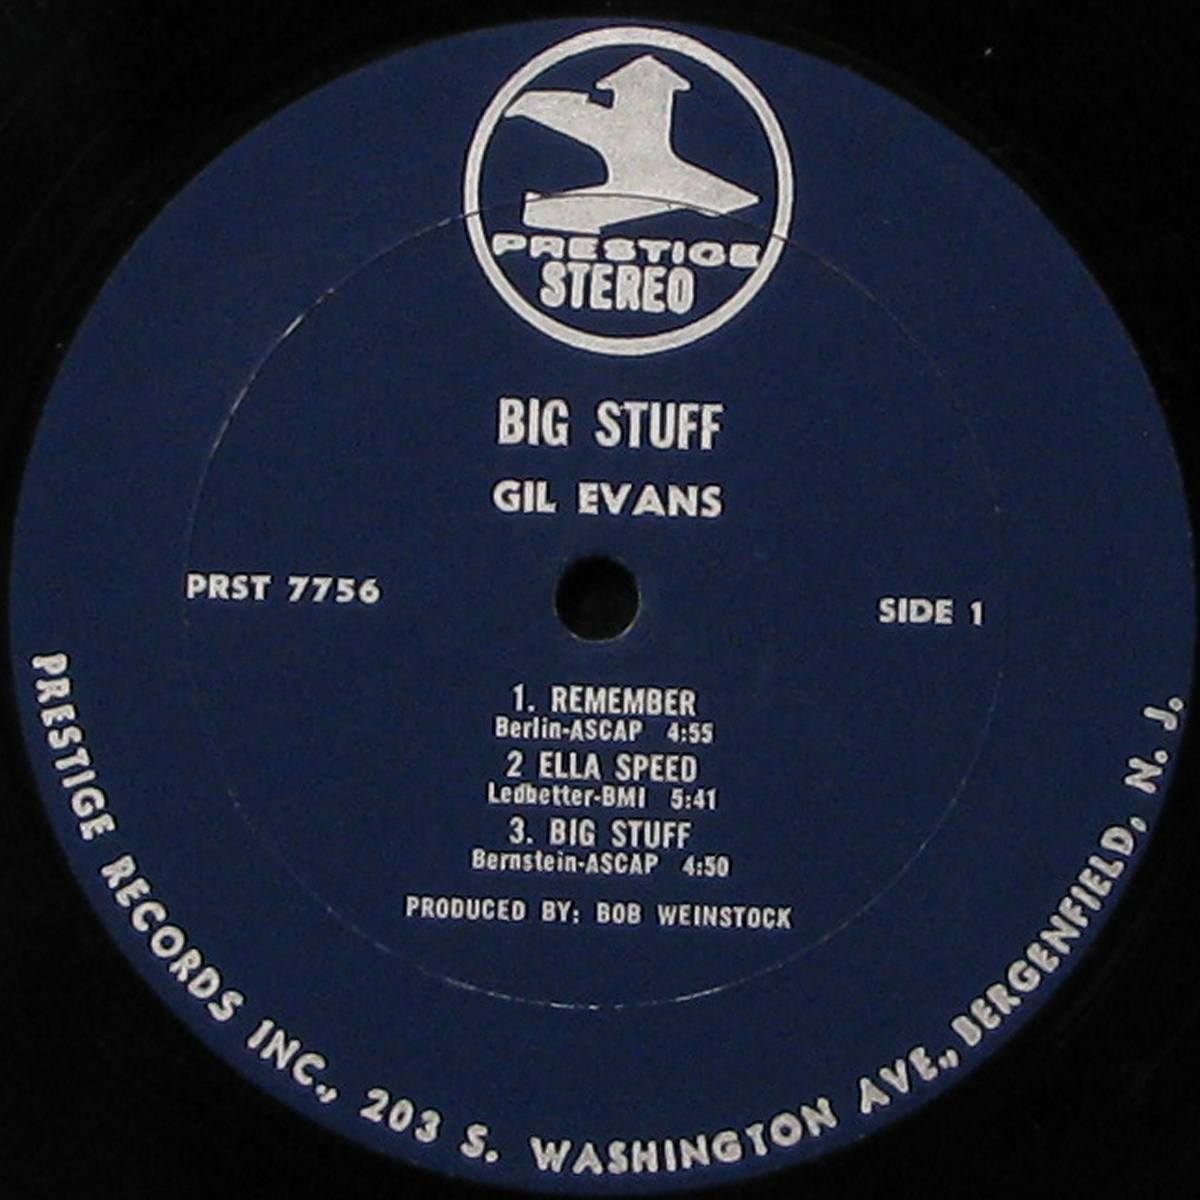 PRESTIGE
STEREO
BIG STUFF
GIL EVANS
PRST 7756
SIDE 1
1. REMEMBER
Berlin-ASCAP 4:55
2 ELLA SPEED
Ledbetter-BMI 5:41
3. BIG STUFF
Bernstein-ASCAP 4:50
PRODUCED BY: BOB WEINSTOCK
PRESTIGE RECORDS INC., 203 S. WASHINGTON AVE., BERGENFIELD, N. J.